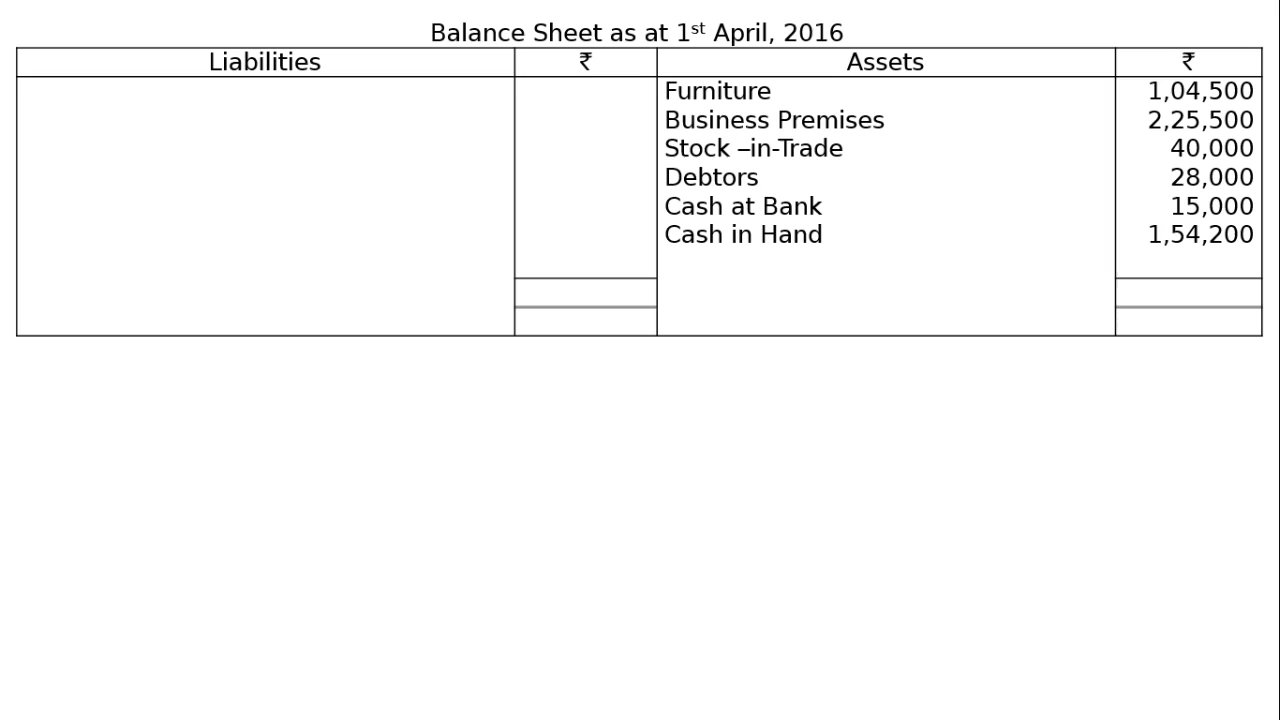 Balance Sheet as at 1st April, 2016
Liabilities ₹ Assets ₹
Furniture 1,04,500
Business Premises 2,25,500
Stock –in-Trade 40,000
Debtors 28,000
Cash at Bank 15,000
Cash in Hand 1,54,200